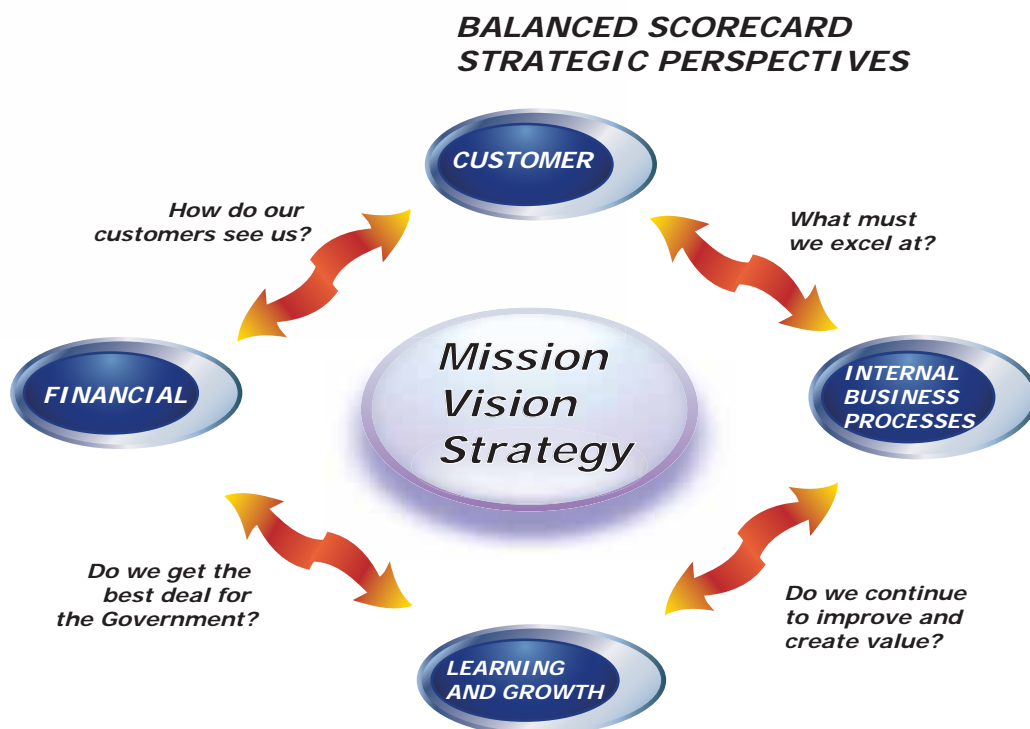 BALANCED SCORECARD
STRATEGIC PERSPECTIVES
CUSTOMER
How do our
customers see us?
What must
we excel at?
Mission
Vision
Strategy
FINANCIAL
INTERNAL
BUSINESS
PROCESSES
Do we get the
best deal for
the Government?
Do we continue
to improve and
create value?
LEARNING
AND GROWTH